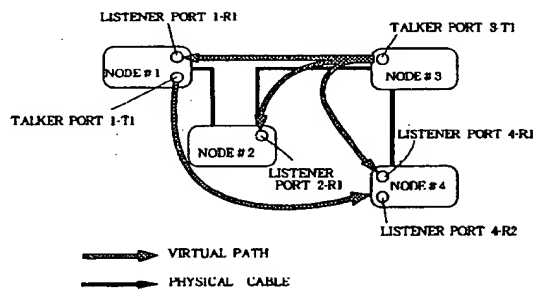 LISTENER PORT 1-R1
TALKER PORT 3-T1
NODE #1
NODE #3
TALKER PORT 1-T1
NODE #2
LISTENER PORT 4-R1
LISTENER
PORT 2-R1
NODE #4
LISTENER PORT 4-R2
VIRTUAL PATH
PHYSICAL CABLE